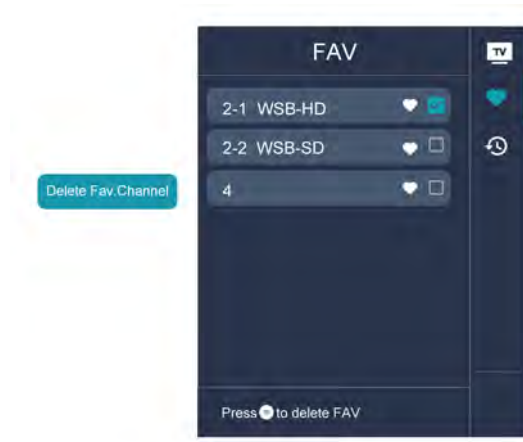 FAV
TV
2-1 WSB-HD
2-2 WSB-SD
Delete Fav.Channel
4
Press to delete FAV